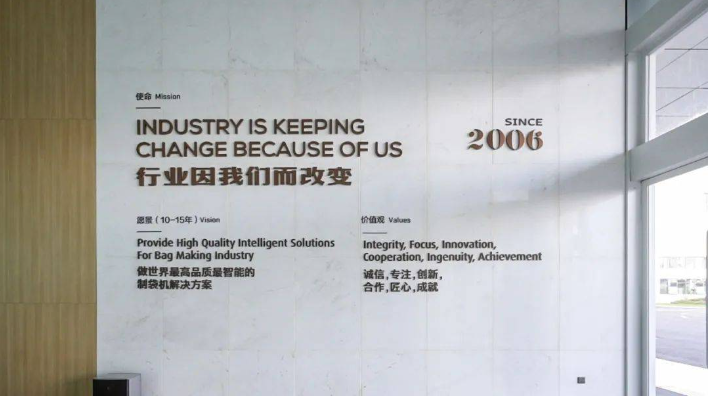 使命 Mission
INDUSTRY IS KEEPING
CHANGE BECAUSE OF US
行业因我们而改变
SINCE
2006
愿景（10-15年）Vision
Provide High Quality Intelligent Solutions
For Bag Making Industry
做世界最高品质最智能的
制袋机解决方案
价值观 Values
Integrity, Focus, Innovation,
Cooperation, Ingenuity, Achievement
诚信,专注,创新,
合作,匠心,成就